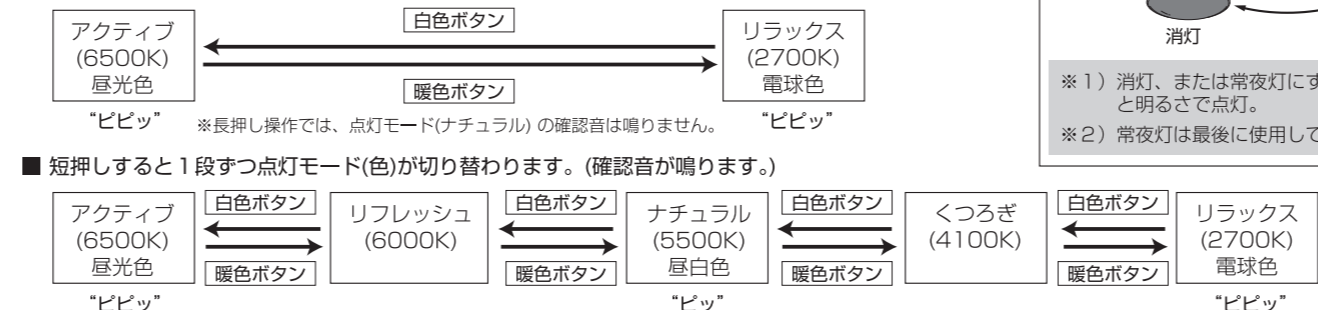 白色ボタン
アクティブ
(6500K)
昼光色
リラックス
(2700K)
電球色
暖色ボタン
“ピピッ”
※長押し操作では、点灯モード(ナチュラル) の確認音は鳴りません。
“ピピッ”
消灯
※1）消灯、または常夜灯にす
と明るさで点灯。
※2）常夜灯は最後に使用して
■ 短押しすると1段ずつ点灯モード(色)が切り替わります。(確認音が鳴ります。)
アクティブ
(6500K)
昼光色
白色ボタン
暖色ボタン
リフレッシュ
(6000K)
白色ボタン
暖色ボタン
ナチュラル
(5500K)
昼白色
白色ボタン
暖色ボタン
くつろぎ
(4100K)
白色ボタン
暖色ボタン
リラックス
(2700K)
電球色
“ピピッ”
“ピッ”
“ピピッ”